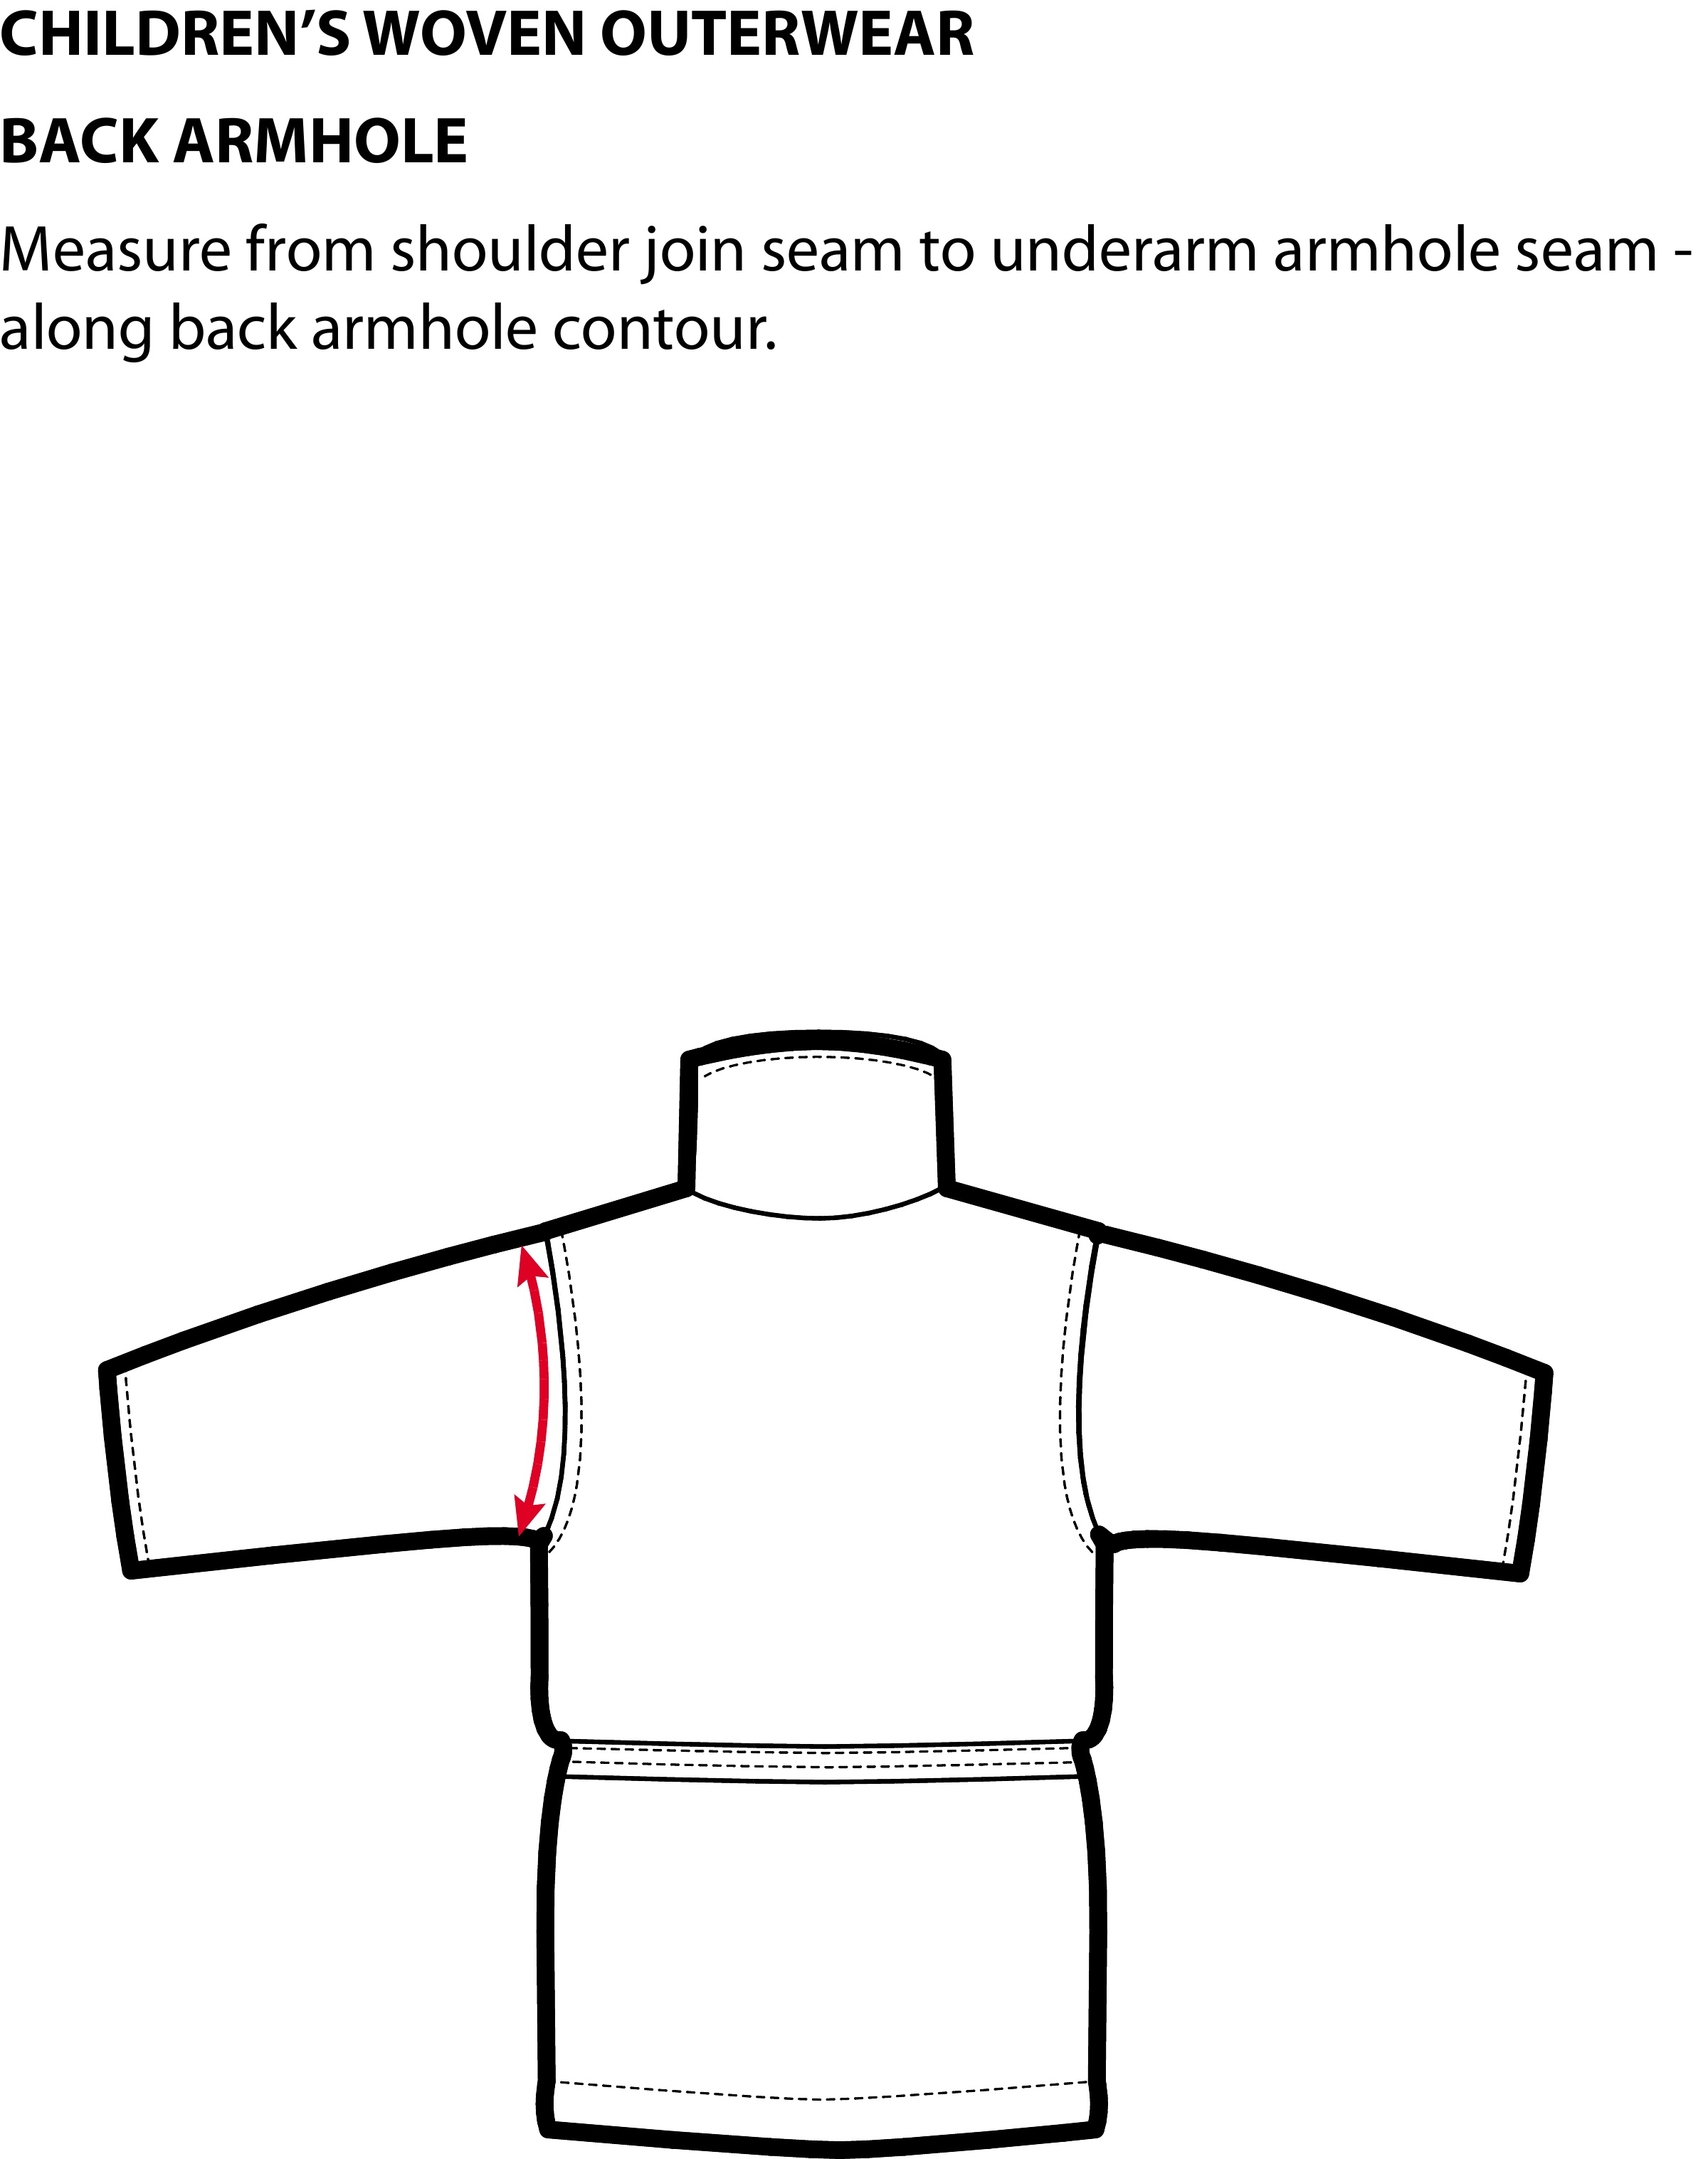 CHILDREN’S WOVEN OUTERWEAR
BACK ARMHOLE
Measure from shoulder join seam to underarm armhole seam -
along back armhole contour.